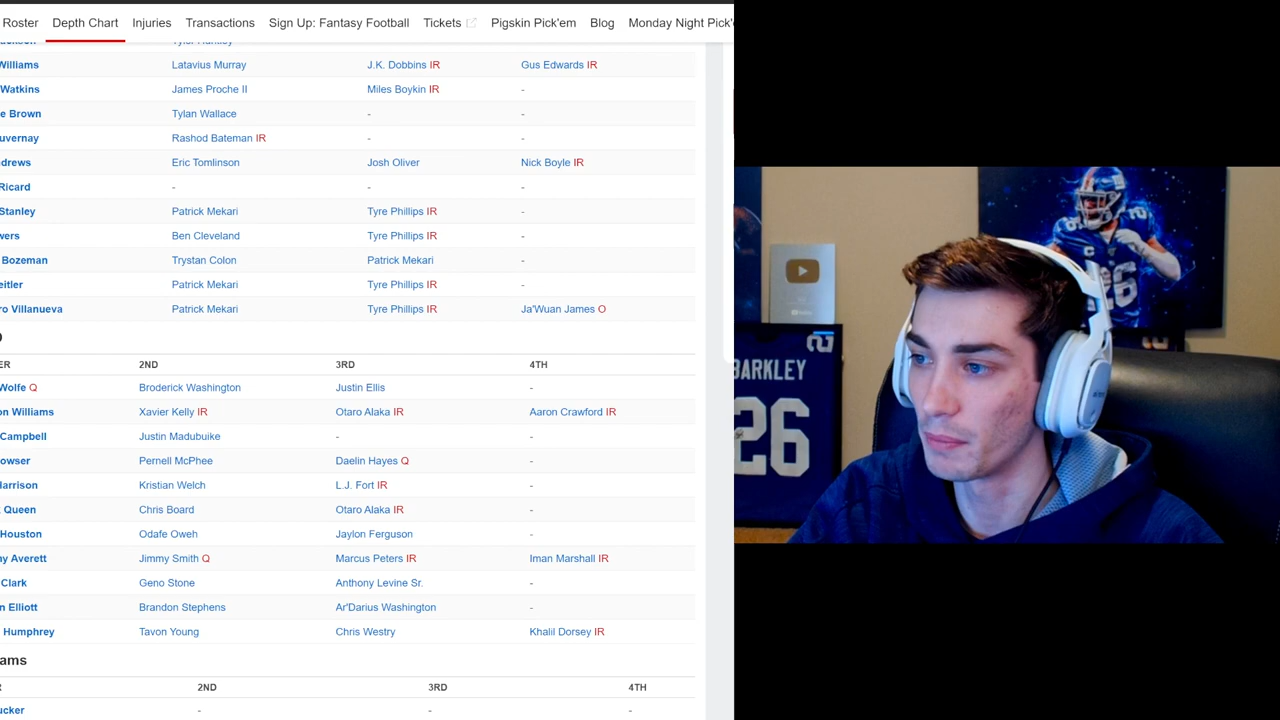 Roster Depth Chart Injuries Transactions Sign Up: Fantasy Football Tickets Pigskin Pick'em Blog Monday Night Pick'
Williams Latavius Murray J.K. Dobbins IR Gus Edwards IR
Watkins James Proche II Miles Boykin IR -
e Brown Tylan Wallace - -
uvernay Rashod Bateman IR - -
drews Eric Tomlinson Josh Oliver Nick Boyle IR
Ricard - - -
Stanley Patrick Mekari Tyre Phillips IR -
wers Ben Cleveland Tyre Phillips IR -
Bozeman Trystan Colon Patrick Mekari -
eitler Patrick Mekari Tyre Phillips IR -
ro Villanueva Patrick Mekari Tyre Phillips IR Ja'Wuan James O
ER 2ND 3RD 4TH
Wolfe Q Broderick Washington Justin Ellis -
on Williams Xavier Kelly IR Otaro Alaka IR Aaron Crawford IR
Campbell Justin Madubuike - -
owser Pernell McPhee Daelin Hayes Q -
Harrison Kristian Welch L.J. Fort IR -
Queen Chris Board Otaro Alaka IR -
Houston Odafe Oweh Jaylon Ferguson -
ny Averett Jimmy Smith Q Marcus Peters IR Iman Marshall IR
Clark Geno Stone Anthony Levine Sr. -
n Elliott Brandon Stephens Ar'Darius Washington -
Humphrey Tavon Young Chris Westry Khalil Dorsey IR
ams
2ND 3RD 4TH
ucker - - -
BARKLEY
26
26